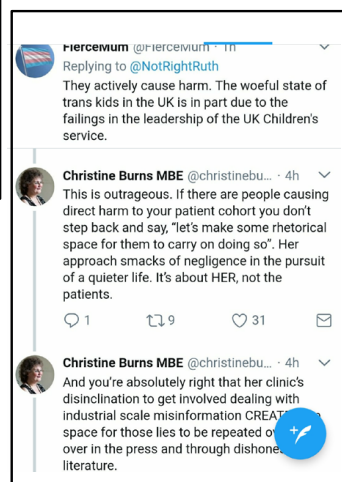 FierceMum @FierceMum · 1h
Replying to @NotRightRuth
They actively cause harm. The woeful state of
trans kids in the UK is in part due to the
failings in the leadership of the UK Children's
service.
Christine Burns MBE @christinebu... · 4h
This is outrageous. If there are people causing
direct harm to your patient cohort you don't
step back and say, "let's make some rhetorical
space for them to carry on doing so". Her
approach smacks of negligence in the pursuit
of a quieter life. It's about HER, not the
patients.
1 9 31
Christine Burns MBE @christinebu... · 4h
And you're absolutely right that her clinic's
disinclination to get involved dealing with
industrial scale misinformation
space for those lies to be repeated
over in the press and through
literature.